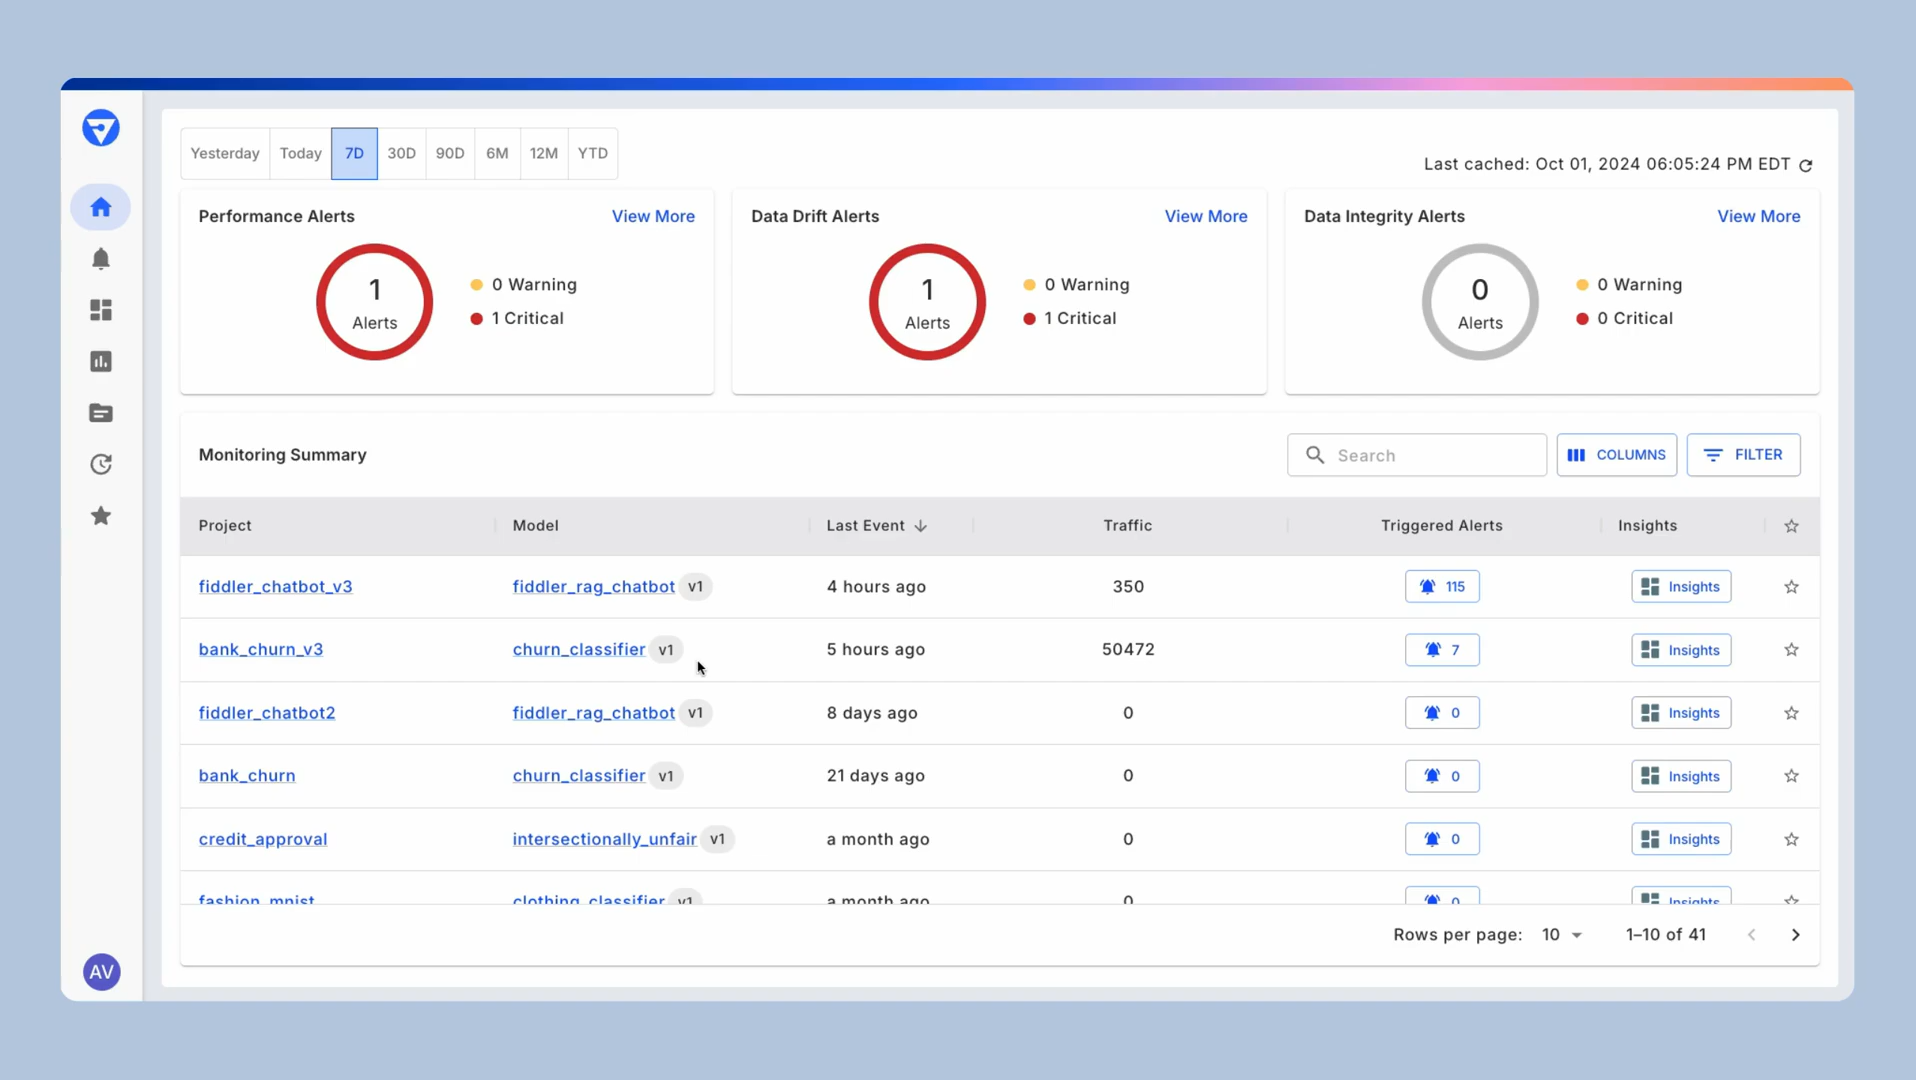 Yesterday Today 7D 30D 90D 6M 12M YTD
Last cached: Oct 01, 2024 06:05:24 PM EDT
Performance Alerts View More
1
Alerts
0 Warning
1 Critical
Data Drift Alerts View More
1
Alerts
0 Warning
1 Critical
Data Integrity Alerts View More
0
Alerts
0 Warning
0 Critical
Monitoring Summary Search COLUMNS FILTER
Project Model Last Event Traffic Triggered Alerts Insights
fiddler_chatbot_v3 fiddler_rag_chatbot v1 4 hours ago 350 115 Insights
bank_churn_v3 churn_classifier v1 5 hours ago 50472 7 Insights
fiddler_chatbot2 fiddler_rag_chatbot v1 8 days ago 0 0 Insights
bank_churn churn_classifier v1 21 days ago 0 0 Insights
credit_approval intersectionally_unfair v1 a month ago 0 0 Insights
fashion_mnist clothing_classifier v1 a month ago 0 0 Insights
Rows per page: 10 1–10 of 41
AV